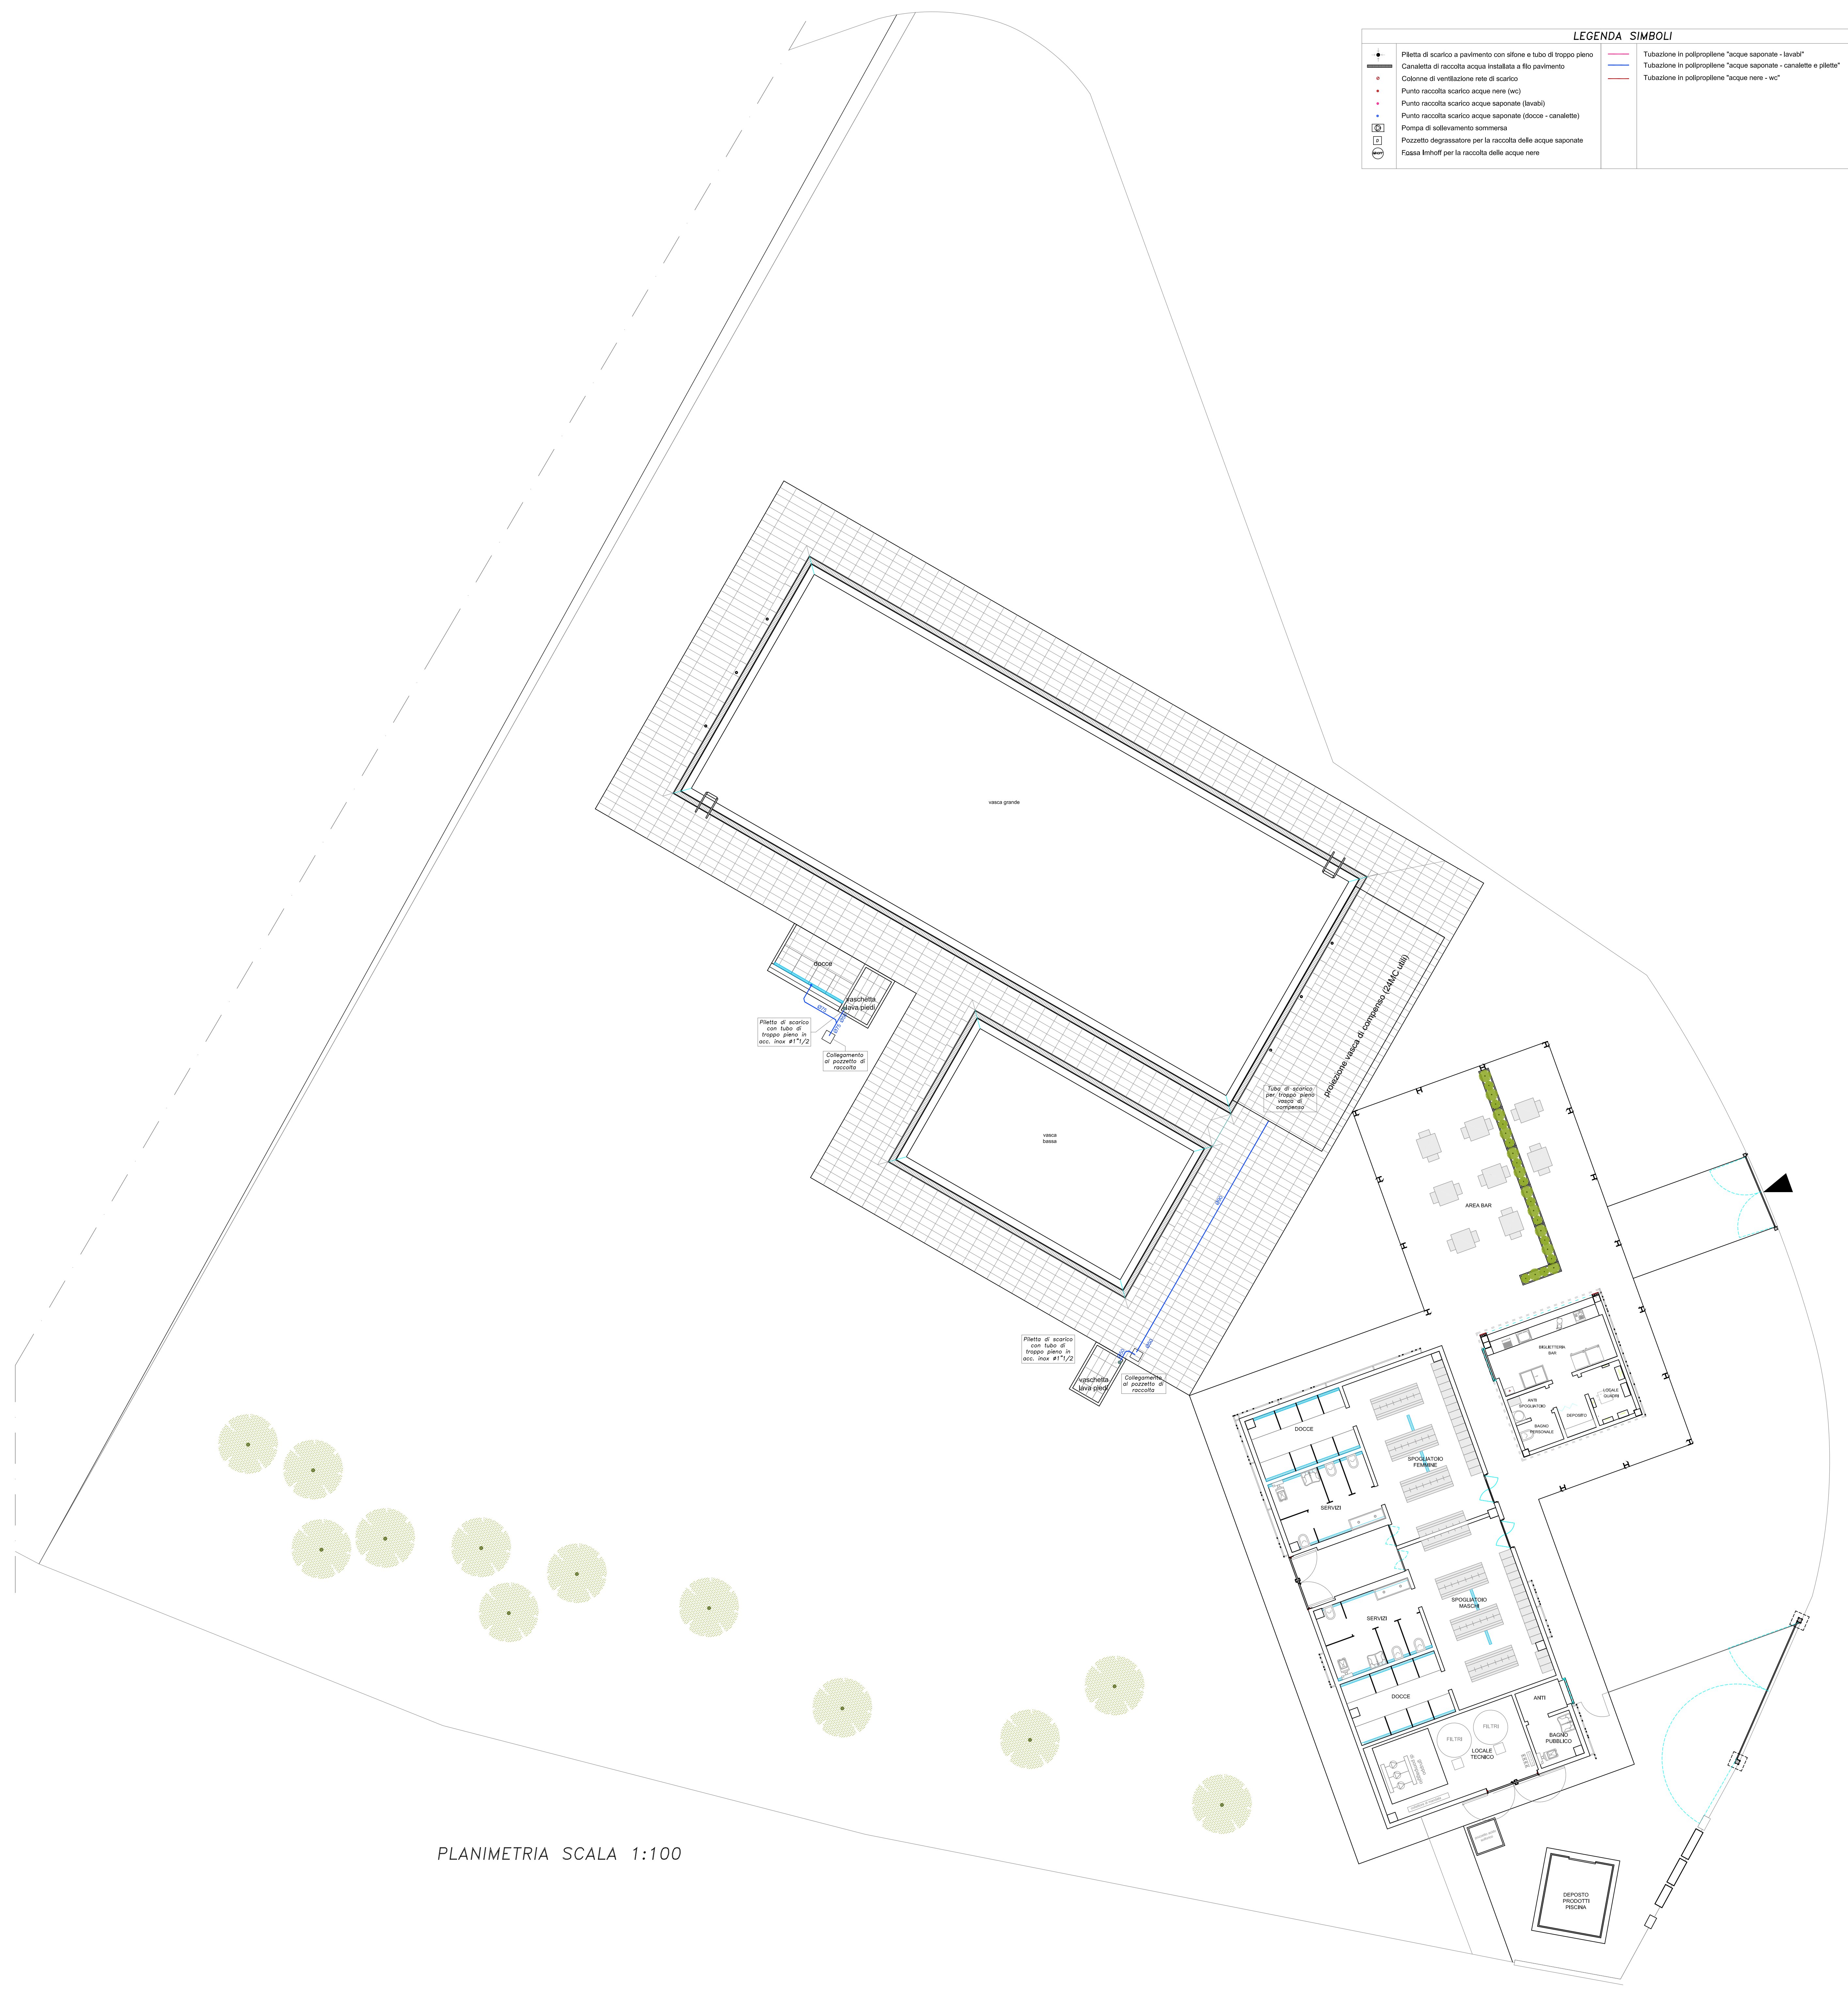 LEGENDA SIMBOLI
Piletta di scarico a pavimento con sifone e tubo di troppo pieno
Canaletta di raccolta acqua installata a filo pavimento
Colonne di ventilazione rete di scarico
Punto raccolta scarico acque nere (wc)
Punto raccolta scarico acque saponate (lavabi)
Punto raccolta scarico acque saponate (docce - canalette)
Pompa di sollevamento sommersa
Pozzetto degrassatore per la raccolta delle acque saponate
Fossa Imhoff per la raccolta delle acque nere
Tubazione in polipropilene "acque saponate - lavabi"
Tubazione in polipropilene "acque saponate - canalette e pilette"
Tubazione in polipropilene "acque nere - wc"
vasca grande
docce
vaschetta
lava piedi
Ø75
Piletta di scarico
con tubo di
troppo pieno in
acc. inox #1"1/2
Collegamento
al pozzetto di
raccolta
proiezione vasca di compenso (24MC utili)
Tubo di scarico
per troppo pieno
vasca di
compenso
vasca
bassa
AREA BAR
Piletta di scarico
con tubo di
troppo pieno in
acc. inox #1"1/2
vaschetta
lava piedi
Collegamento
al pozzetto di
raccolta
BIGLIETTERIA
BAR
LOCALE
QUADRI
ANTI
SPOGLIATOIO
DEPOSITO
BAGNO
PERSONALE
DOCCE
SPOGLIATOIO
FEMMINE
SERVIZI
SPOGLIATOIO
MASCHI
SERVIZI
DOCCE
ANTI
FILTRI
FILTRI
LOCALE
TECNICO
BAGNO
PUBBLICO
gruppo
di pompaggio
DEPOSTO
PRODOTTI
PISCINA
PLANIMETRIA SCALA 1:100